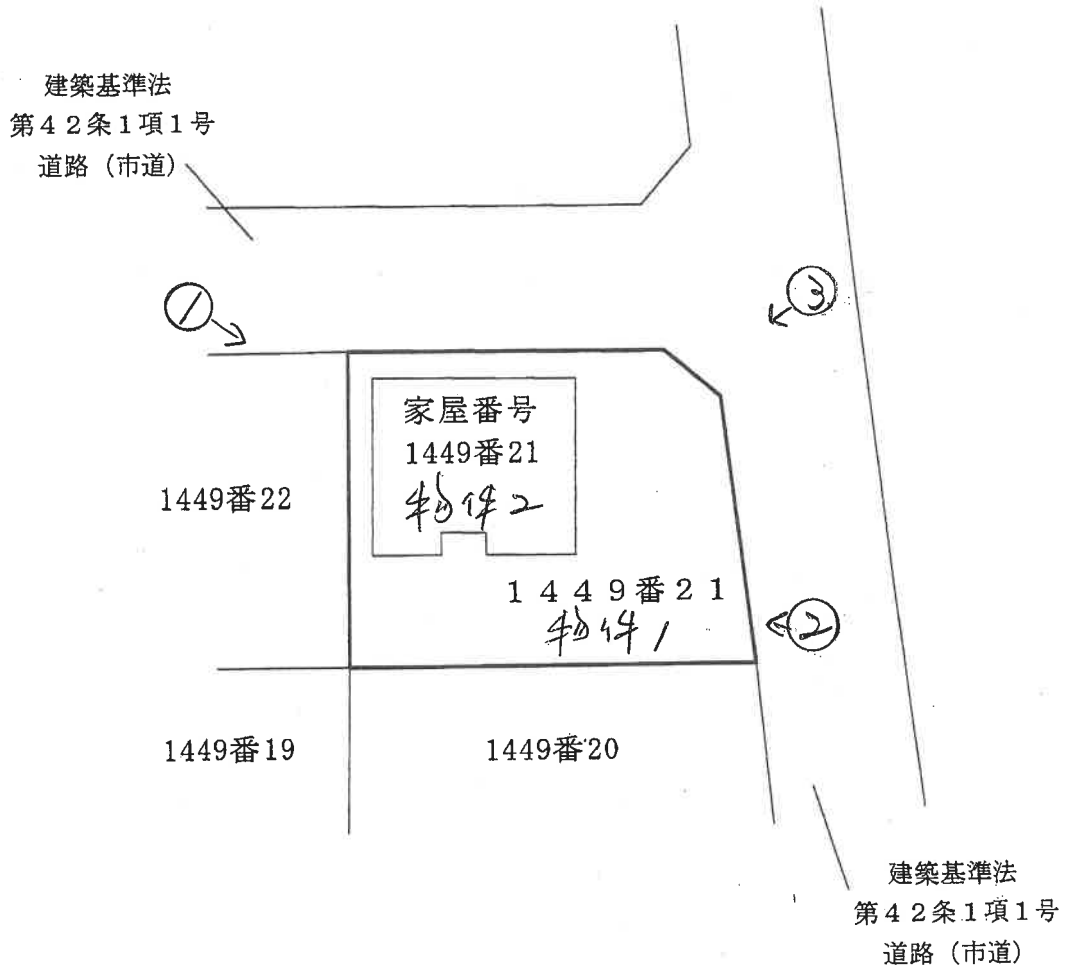 建築基準法
第42条1項1号
道路（市道）
①
③
家屋番号
1449番21
物件2
1449番22
1449番21
物件1
②
1449番19
1449番20
建築基準法
第42条1項1号
道路（市道）